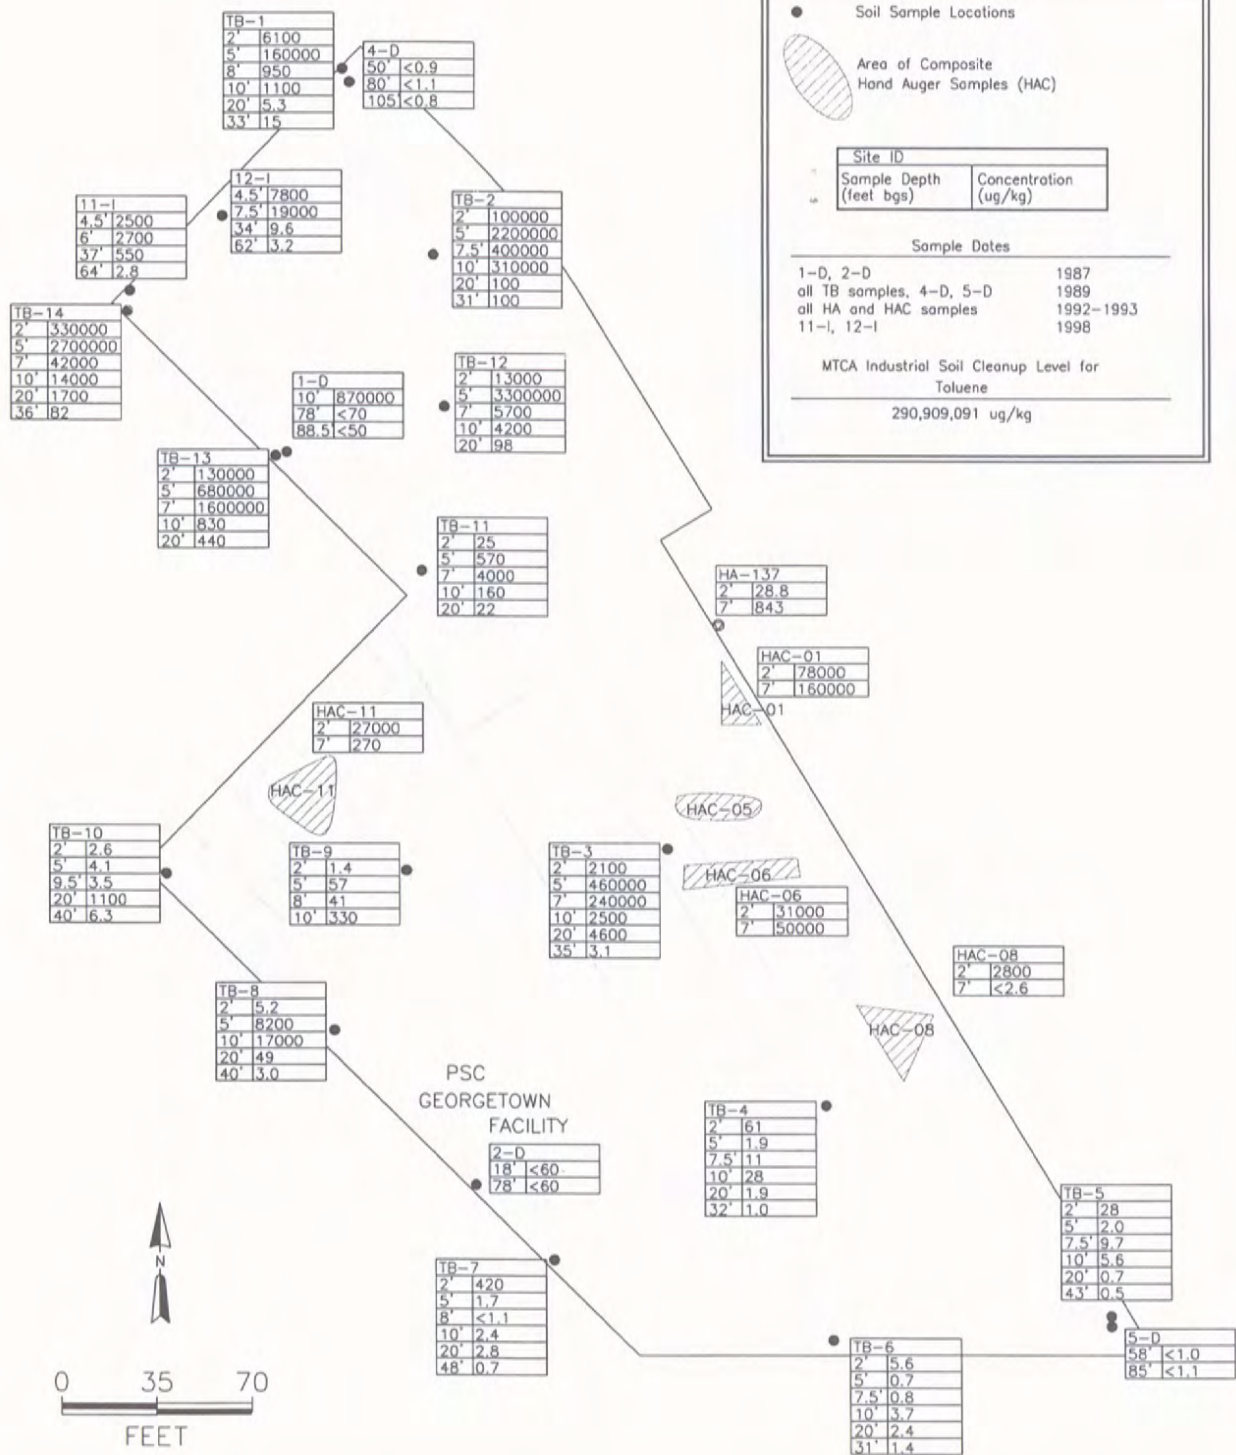 TB-1
2' 6100
5' 160000
8' 950
10' 1100
20' 5.3
33' 15
4-D
50' <0.9
80' <1.1
105' <0.8
Soil Sample Locations
Area of Composite
Hand Auger Samples (HAC)
Site ID
Sample Depth Concentration
(feet bgs) (ug/kg)
Sample Dates
1-D, 2-D 1987
all TB samples, 4-D, 5-D 1989
all HA and HAC samples 1992-1993
11-I, 12-I 1998
MTCA Industrial Soil Cleanup Level for
Toluene
290,909,091 ug/kg
12-I
4.5' 7800
7.5' 19000
34' 9.6
62' 3.2
11-I
4.5' 2500
6' 2700
37' 550
64' 2.8
TB-2
2' 100000
5' 2200000
7.5' 400000
10' 310000
20' 100
31' 100
TB-14
2' 330000
5' 2700000
7' 42000
10' 14000
20' 1700
36' 82
TB-12
2' 13000
5' 3300000
7' 5700
10' 4200
20' 98
1-D
10' 870000
78' <70
88.5' <50
TB-13
2' 130000
5' 680000
7' 1600000
10' 830
20' 440
TB-11
2' 25
5' 570
7' 4000
10' 160
20' 22
HA-137
2' 28.8
7' 843
HAC-01
2' 78000
7' 160000
HAC-01
HAC-11
2' 27000
7' 270
HAC-11
HAC-05
TB-10
2' 2.6
5' 4.1
9.5' 3.5
20' 1100
40' 6.3
TB-9
2' 1.4
5' 57
8' 41
10' 330
TB-3
2' 2100
5' 460000
7' 240000
10' 2500
20' 4600
35' 3.1
HAC-06
HAC-06
2' 31000
7' 50000
HAC-08
2' 2800
7' <2.6
HAC-08
TB-8
2' 5.2
5' 8200
10' 17000
20' 49
40' 3.0
PSC
GEORGETOWN
FACILITY
2-D
18' <60
78' <60
TB-4
2' 61
5' 1.9
7.5' 11
10' 28
20' 1.9
32' 1.0
TB-5
2' 28
5' 2.0
7.5' 9.7
10' 5.6
20' 0.7
43' 0.5
TB-7
2' 420
5' 1.7
8' <1.1
10' 2.4
20' 2.8
48' 0.7
5-D
58' <1.0
85' <1.1
TB-6
2' 5.6
5' 0.7
7.5' 0.8
10' 3.7
20' 2.4
31' 1.4
N
0 35 70
FEET